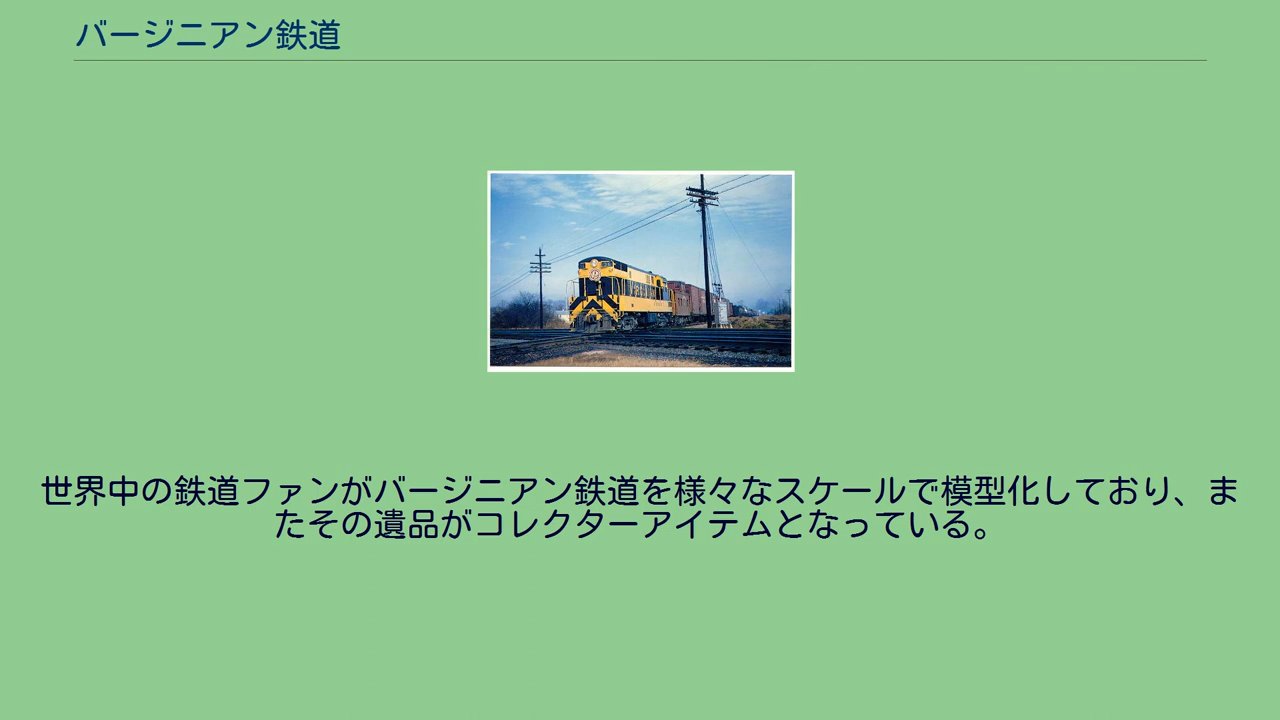 バージニアン鉄道
世界中の鉄道ファンがバージニアン鉄道を様々なスケールで模型化しており、ま
たその遺品がコレクターアイテムとなっている。